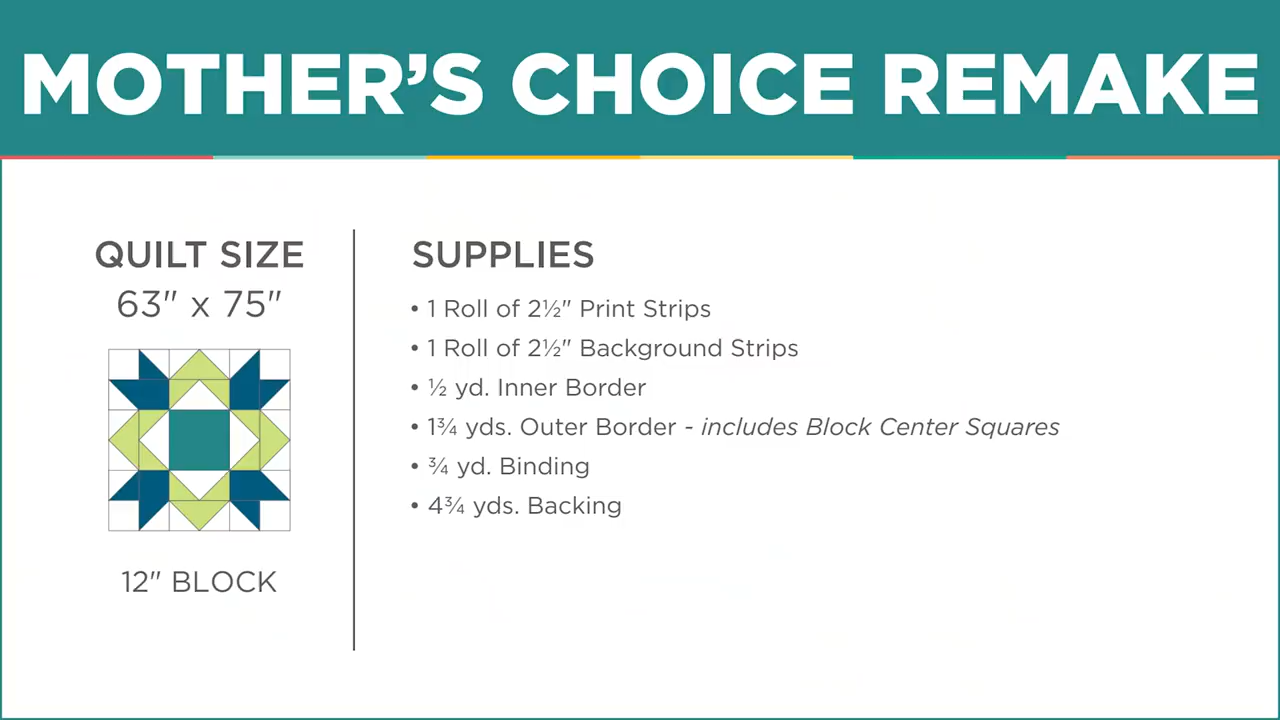 MOTHER’S CHOICE REMAKE
QUILT SIZE
63" x 75"
12" BLOCK
SUPPLIES
• 1 Roll of 2½" Print Strips
• 1 Roll of 2½" Background Strips
• ½ yd. Inner Border
• 1¾ yds. Outer Border - includes Block Center Squares
• ¾ yd. Binding
• 4¾ yds. Backing